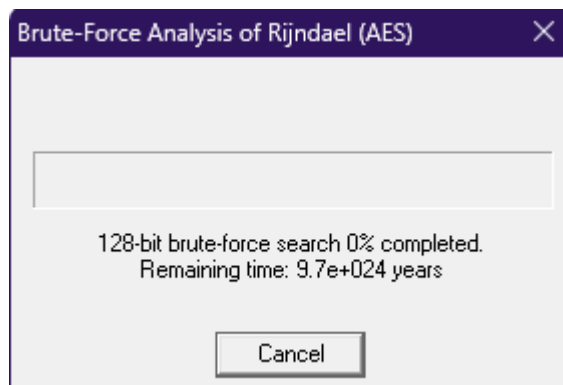 Brute-Force Analysis of Rijndael (AES)
128-bit brute-force search 0% completed.
Remaining time: 9.7e+024 years
Cancel